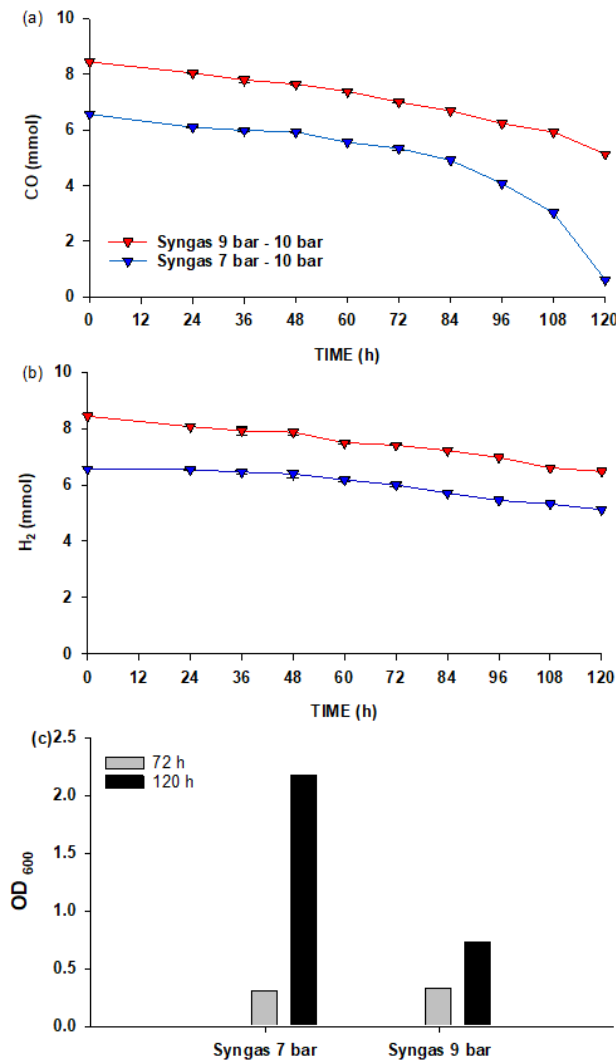 (a)
10
8
6
4
2
0
CO (mmol)
Syngas 9 bar - 10 bar
Syngas 7 bar - 10 bar
0 12 24 36 48 60 72 84 96 108 120
TIME (h)
(b)
10
8
6
4
2
0
H₂ (mmol)
0 12 24 36 48 60 72 84 96 108 120
TIME (h)
(c)
2.5
2.0
1.5
1.0
0.5
0.0
OD 600
72 h
120 h
Syngas 7 bar Syngas 9 bar